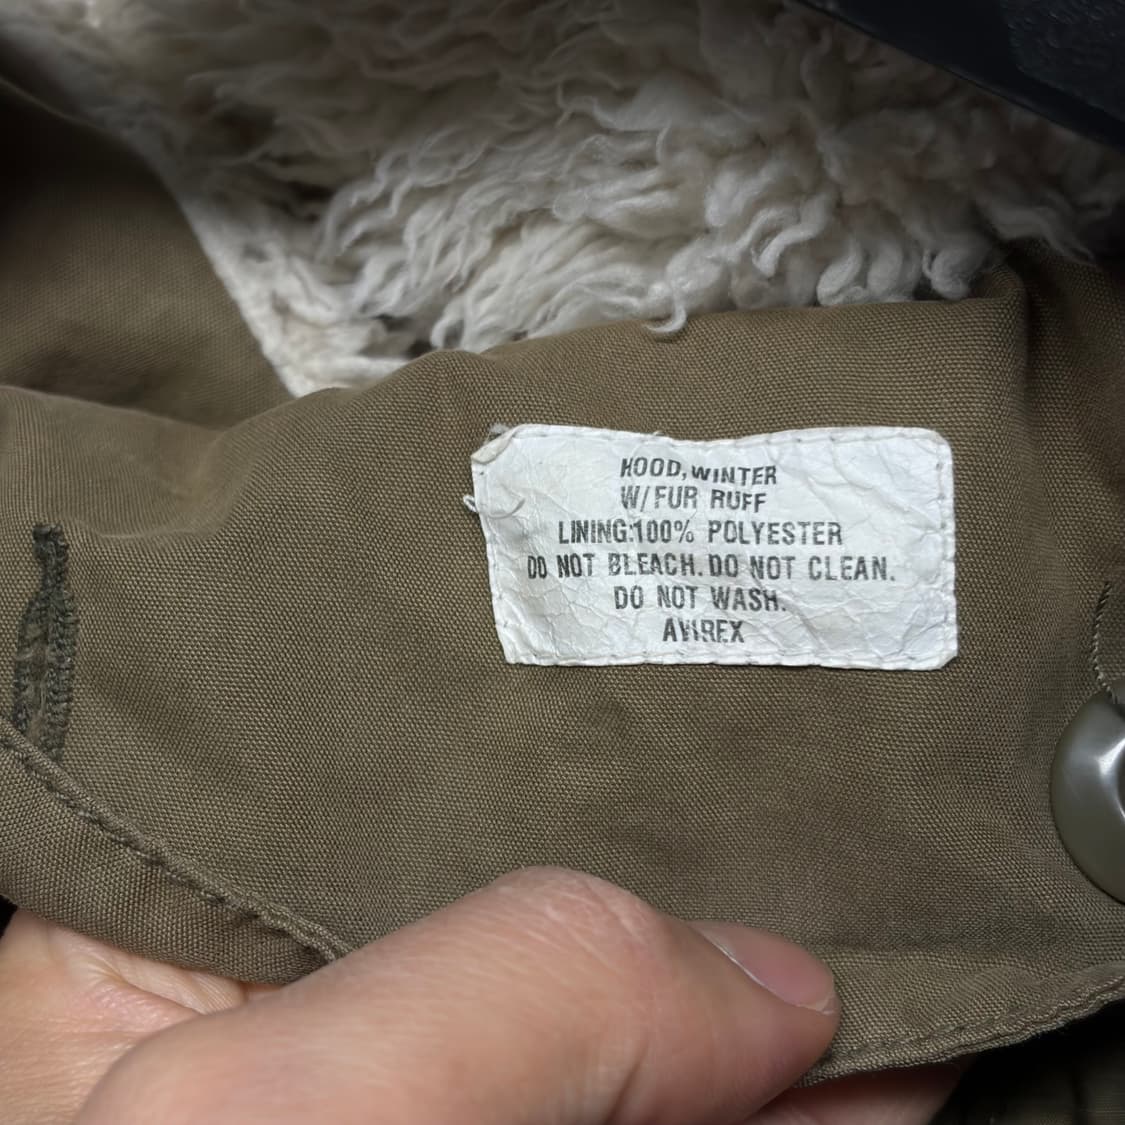 HOOD, WINTER
W/FUR RUFF
LINING:100% POLYESTER
DO NOT BLEACH. DO NOT CLEAN.
DO NOT WASH.
AVIREX